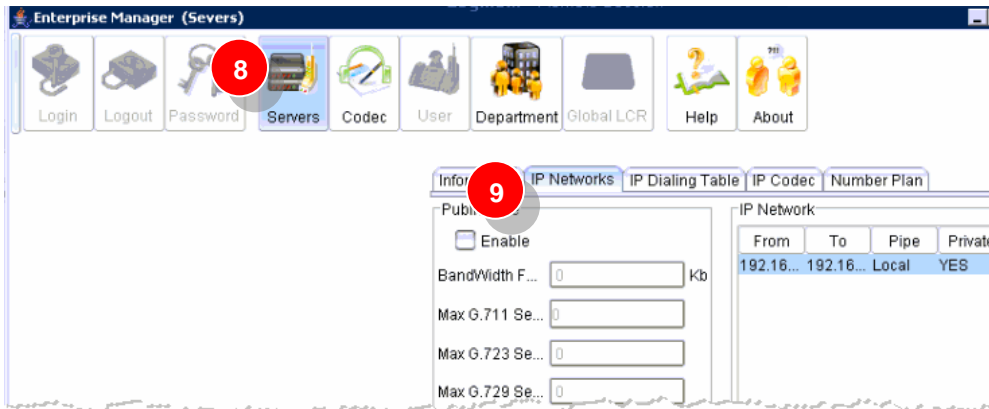 Enterprise Manager (Severs)
8
Login Logout Password Servers Codec User Department Global LCR Help About
Infor IP Networks IP Dialing Table IP Codec Number Plan
9
Publ IP Network
Enable From To Pipe Private
192.16... 192.16... Local YES
BandWidth F... 0 Kb
Max G.711 Se... 0
Max G.723 Se... 0
Max G.729 Se... 0